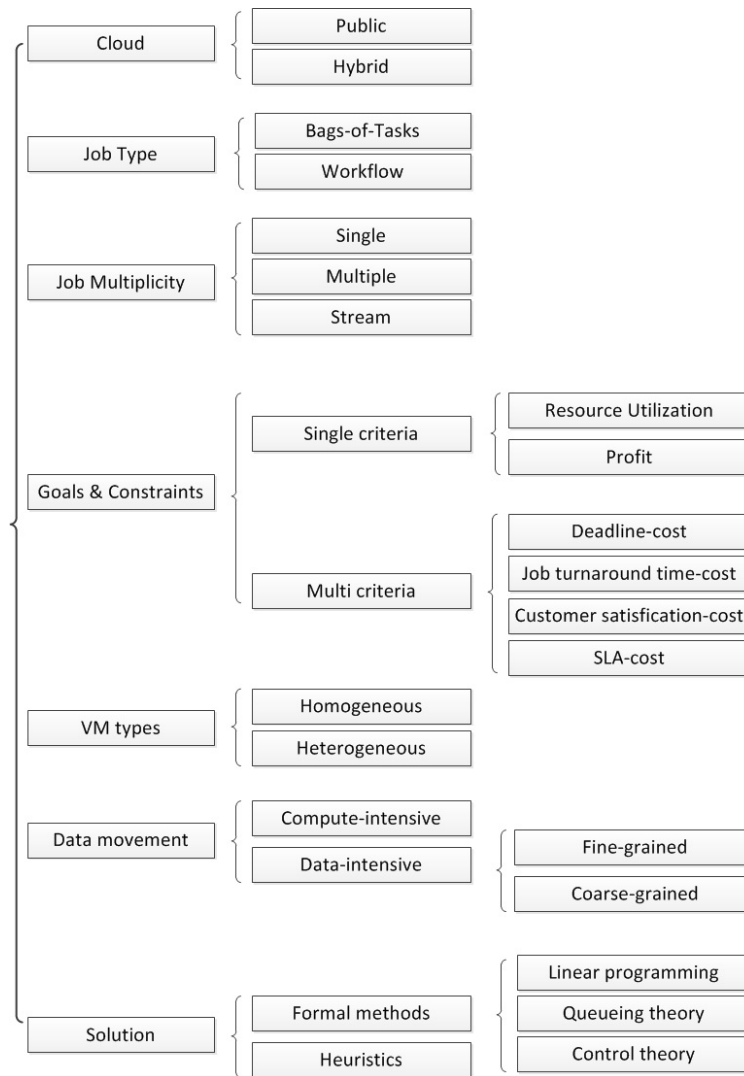 Cloud
Public
Hybrid
Job Type
Bags-of-Tasks
Workflow
Job Multiplicity
Single
Multiple
Stream
Goals & Constraints
Single criteria
Resource Utilization
Profit
Multi criteria
Deadline-cost
Job turnaround time-cost
Customer satisfication-cost
SLA-cost
VM types
Homogeneous
Heterogeneous
Data movement
Compute-intensive
Data-intensive
Fine-grained
Coarse-grained
Solution
Formal methods
Linear programming
Queueing theory
Control theory
Heuristics